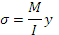 σ = M/I y